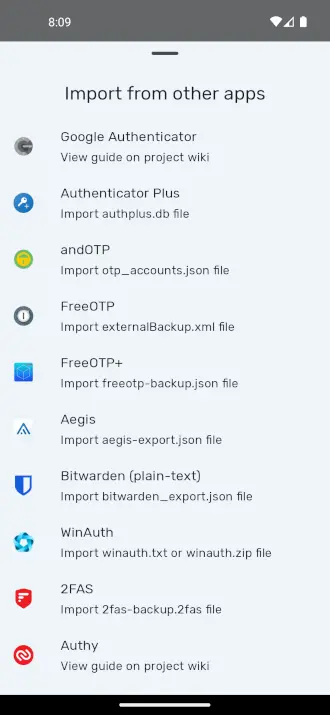 8:09
Import from other apps
Google Authenticator
View guide on project wiki
Authenticator Plus
Import authplus.db file
andOTP
Import otp_accounts.json file
FreeOTP
Import externalBackup.xml file
FreeOTP+
Import freeotp-backup.json file
Aegis
Import aegis-export.json file
Bitwarden (plain-text)
Import bitwarden_export.json file
WinAuth
Import winauth.txt or winauth.zip file
2FAS
Import 2fas-backup.2fas file
Authy
View guide on project wiki